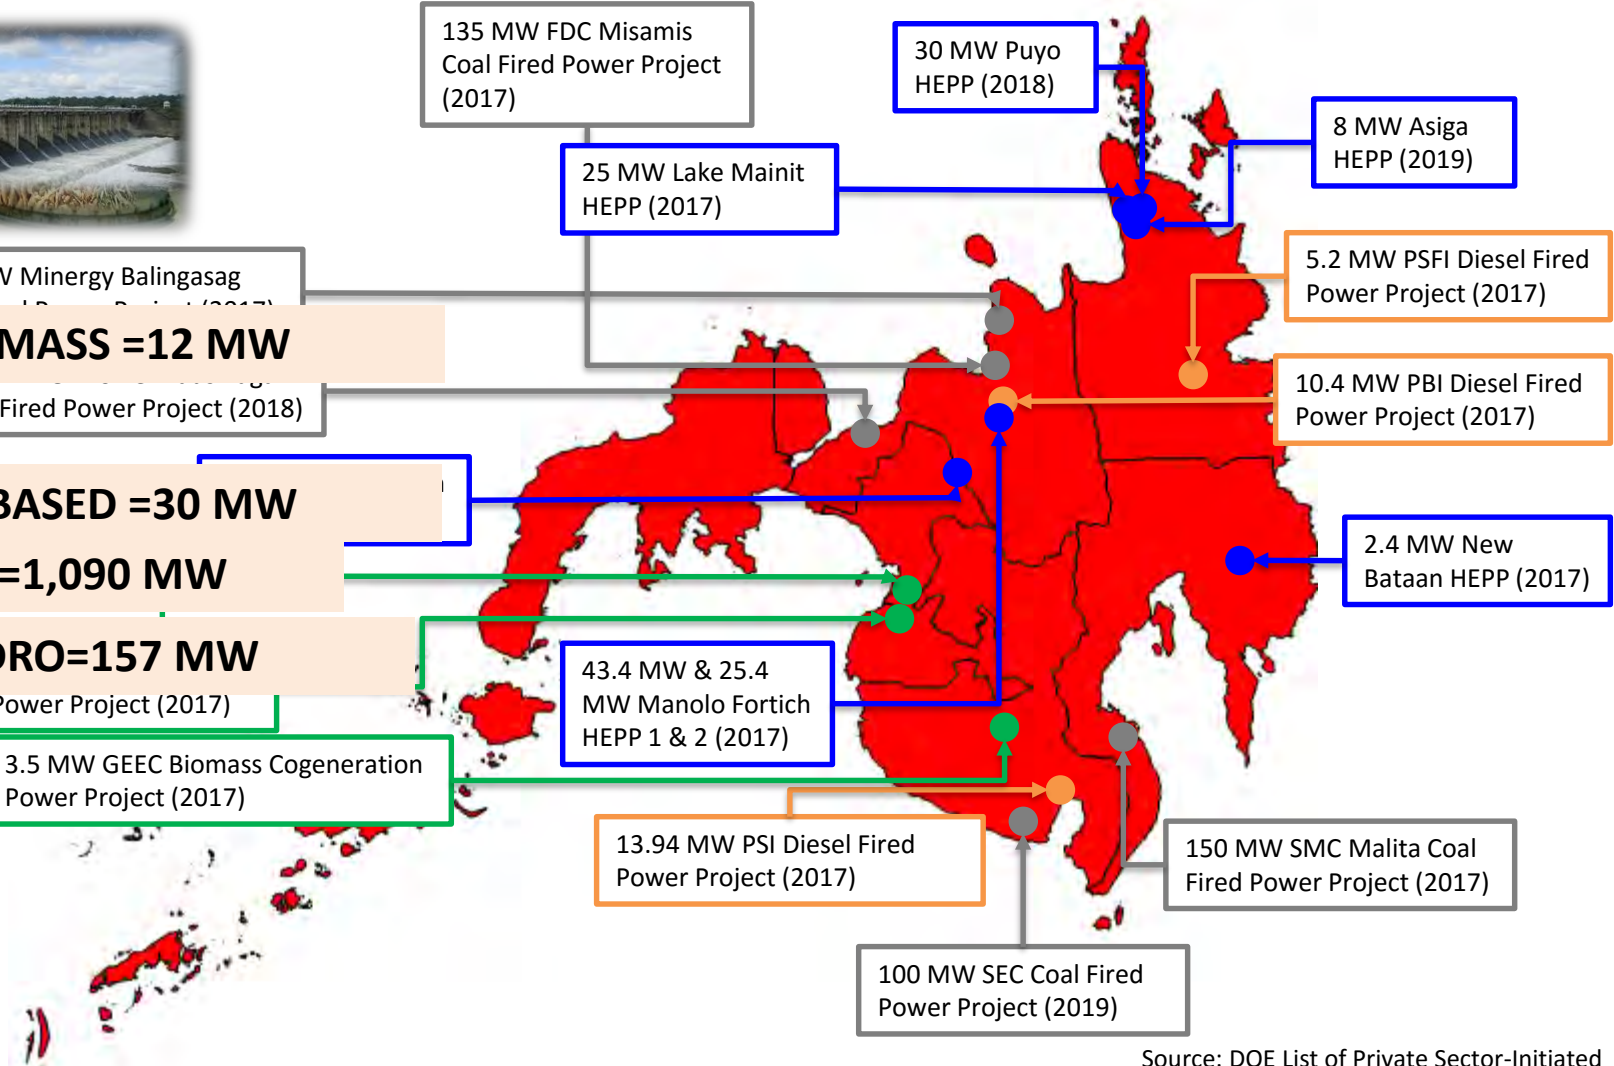 135 MW FDC Misamis
Coal Fired Power Project
(2017)
30 MW Puyo
HEPP (2018)
8 MW Asiga
HEPP (2019)
25 MW Lake Mainit
HEPP (2017)
W Minergy Balingasag
Power Project (2017)
5.2 MW PSFI Diesel Fired
Power Project (2017)
MASS =12 MW
Fired Power Project (2018)
10.4 MW PBI Diesel Fired
Power Project (2017)
BASED =30 MW
=1,090 MW
2.4 MW New
Bataan HEPP (2017)
DRO=157 MW
Power Project (2017)
43.4 MW & 25.4
MW Manolo Fortich
HEPP 1 & 2 (2017)
3.5 MW GEEC Biomass Cogeneration
Power Project (2017)
13.94 MW PSI Diesel Fired
Power Project (2017)
150 MW SMC Malita Coal
Fired Power Project (2017)
100 MW SEC Coal Fired
Power Project (2019)
Source: DOE List of Private Sector-Initiated